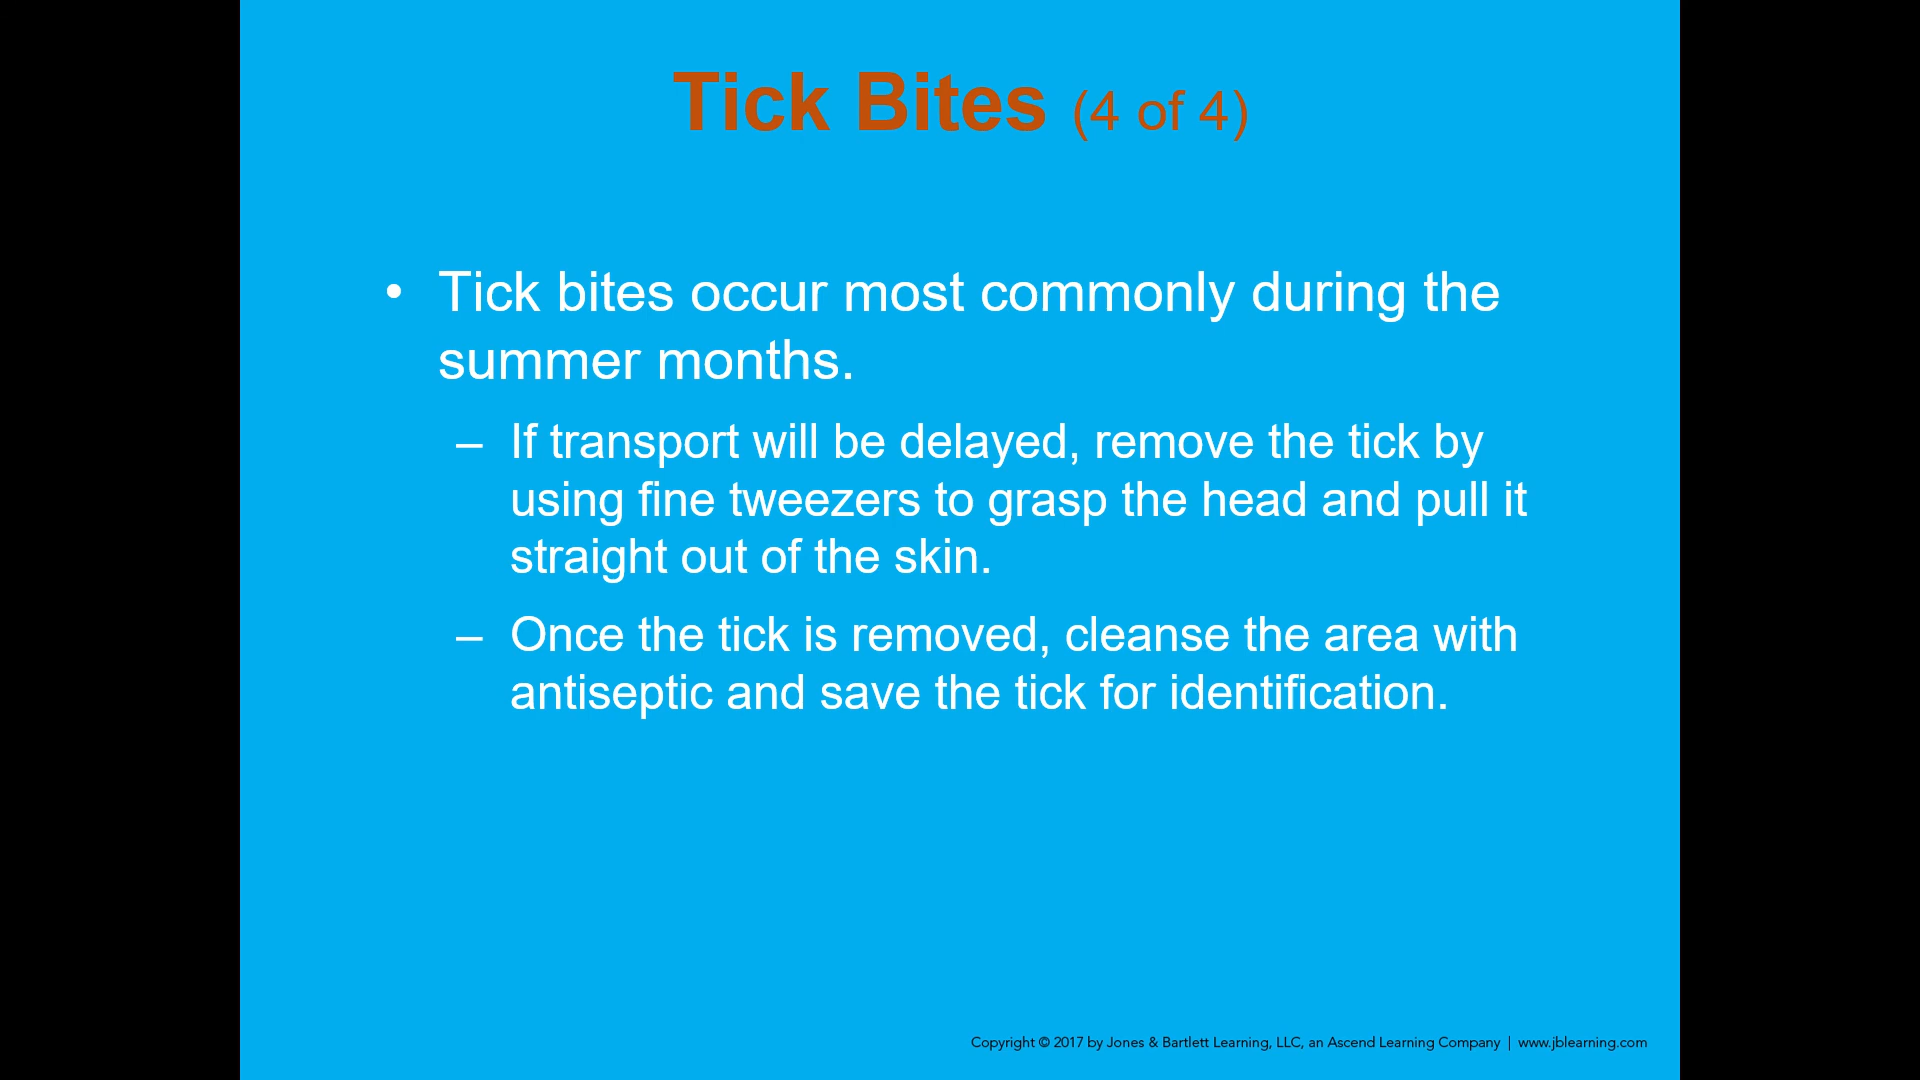 Tick Bites (4 of 4)
• Tick bites occur most commonly during the
summer months.
– If transport will be delayed, remove the tick by
using fine tweezers to grasp the head and pull it
straight out of the skin.
– Once the tick is removed, cleanse the area with
antiseptic and save the tick for identification.
Copyright © 2017 by Jones & Bartlett Learning, LLC, an Ascend Learning Company | www.jblearning.com